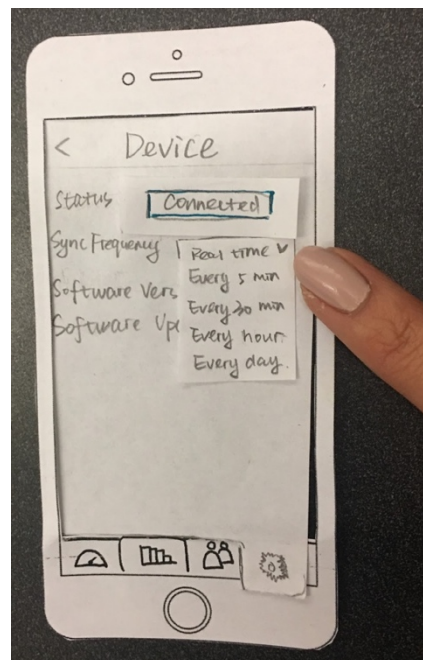 < Device
Status Connected
Sync Frequency Real time ✓
Every 5 min
Software Vers Every 30 min
Software Up Every hour
Every day.